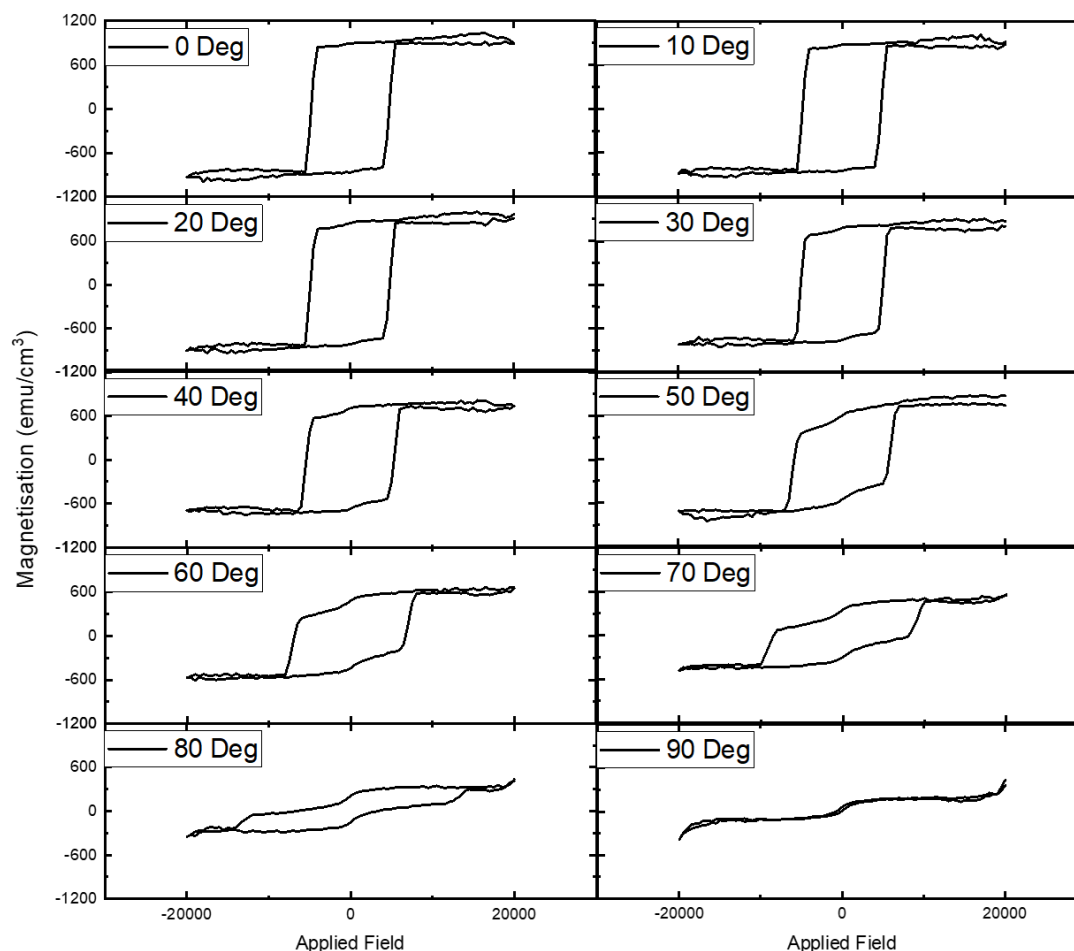 1200
600
0
-600
-1200
0 Deg
10 Deg
600
0
-600
-1200
20 Deg
30 Deg
600
0
-600
-1200
40 Deg
50 Deg
600
0
-600
-1200
60 Deg
70 Deg
600
0
-600
-1200
80 Deg
90 Deg
Magnetisation (emu/cm³)
-20000 0 20000
-20000 0 20000
Applied Field
Applied Field